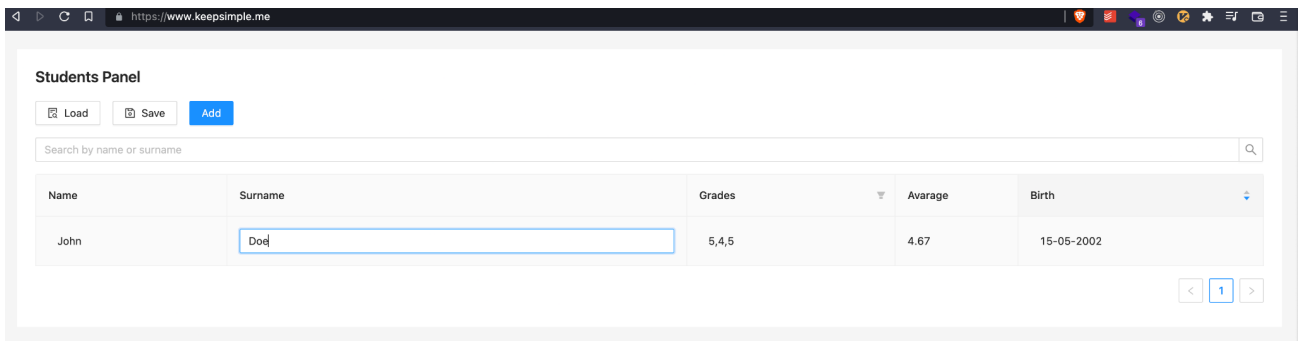 https://www.keepsimple.me
6
Students Panel
Load Save Add
Search by name or surname
Name Surname Grades Avarage Birth
John Doe 5,4,5 4.67 15-05-2002
< 1 >